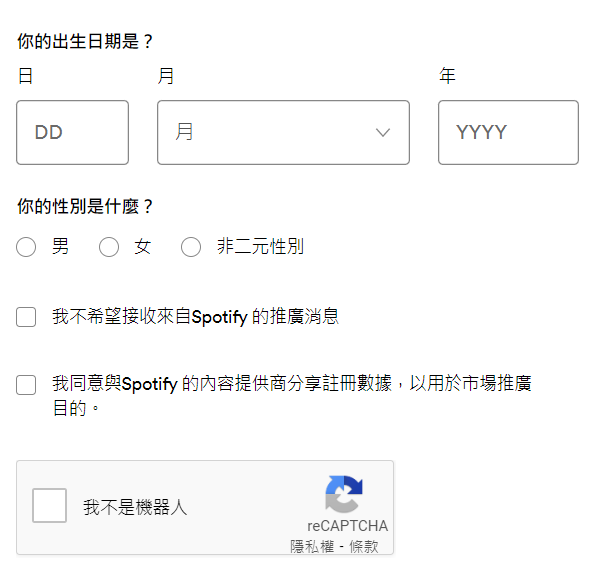 你的出生日期是？
日 月 年
DD 月 YYYY
你的性別是什麼？
男 女 非二元性別
我不希望接收來自Spotify 的推廣消息
我同意與Spotify 的內容提供商分享註冊數據，以用於市場推廣
目的。
我不是機器人
reCAPTCHA
隱私權 - 條款